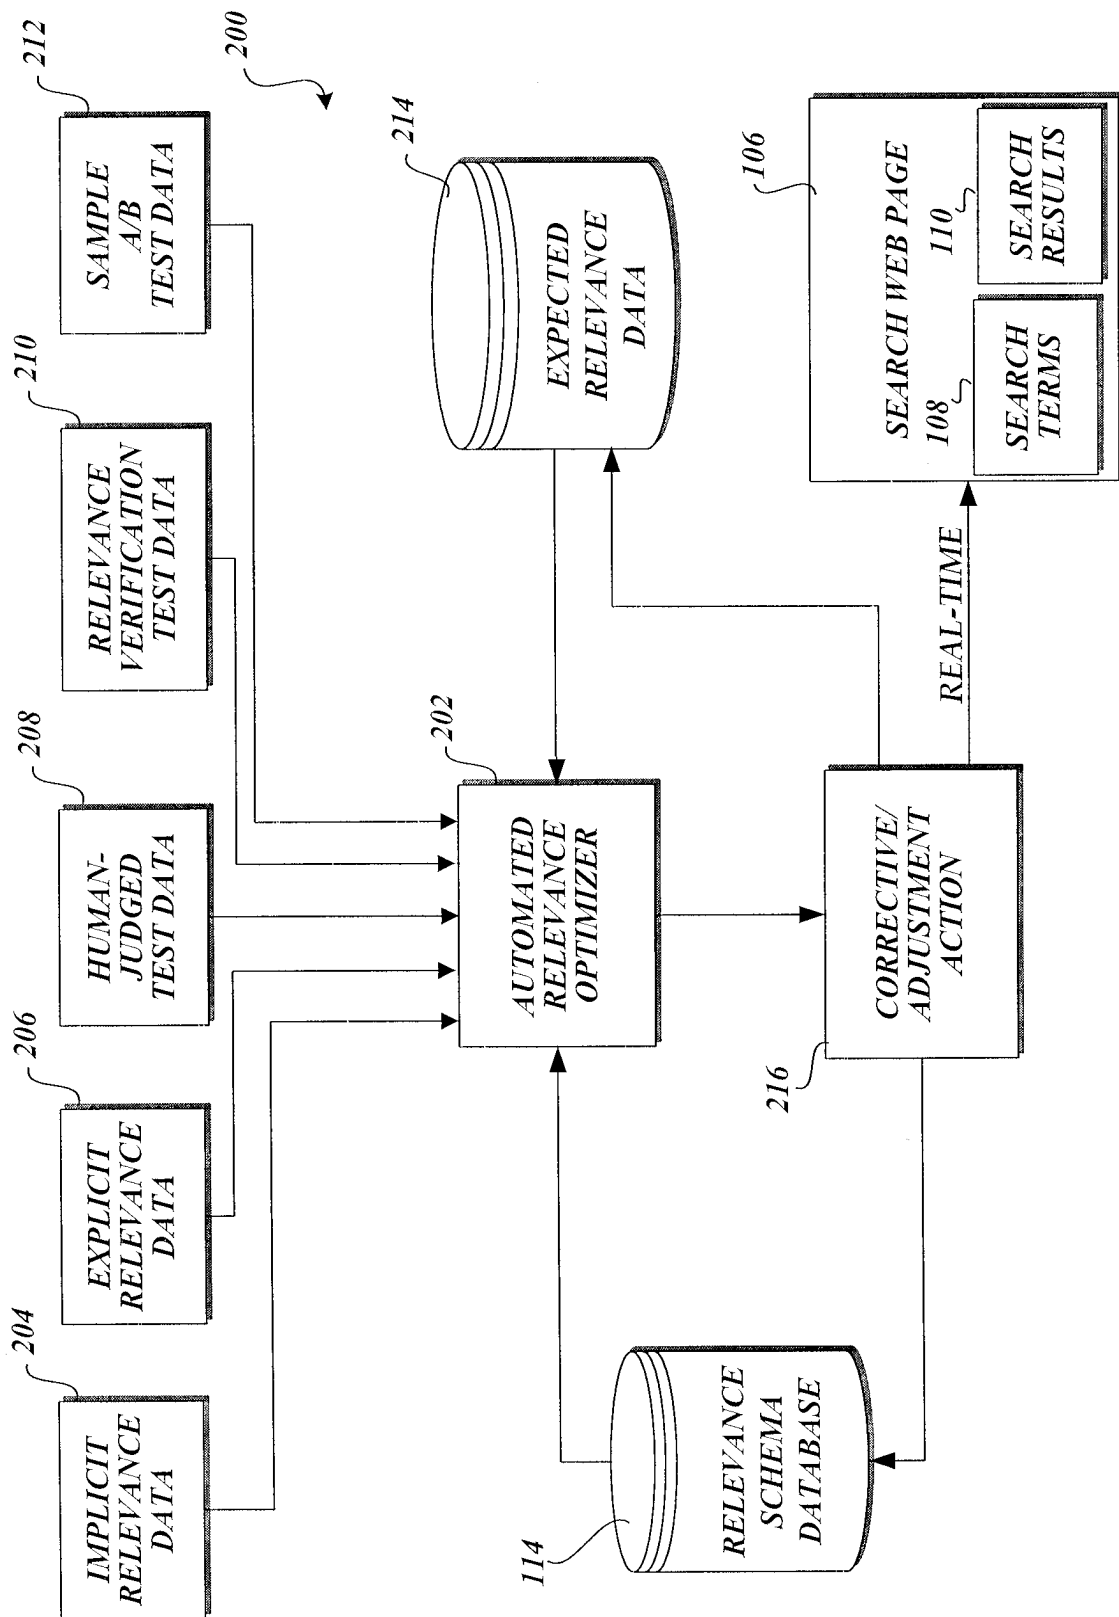 200
204
IMPLICIT
RELEVANCE
DATA
206
EXPLICIT
RELEVANCE
DATA
208
HUMAN-
JUDGED
TEST DATA
210
RELEVANCE
VERIFICATION
TEST DATA
212
SAMPLE
A/B
TEST DATA
202
AUTOMATED
RELEVANCE
OPTIMIZER
214
EXPECTED
RELEVANCE
DATA
114
RELEVANCE
SCHEMA
DATABASE
216
CORRECTIVE/
ADJUSTMENT
ACTION
REAL-TIME
106
SEARCH WEB PAGE
108
SEARCH
TERMS
110
SEARCH
RESULTS